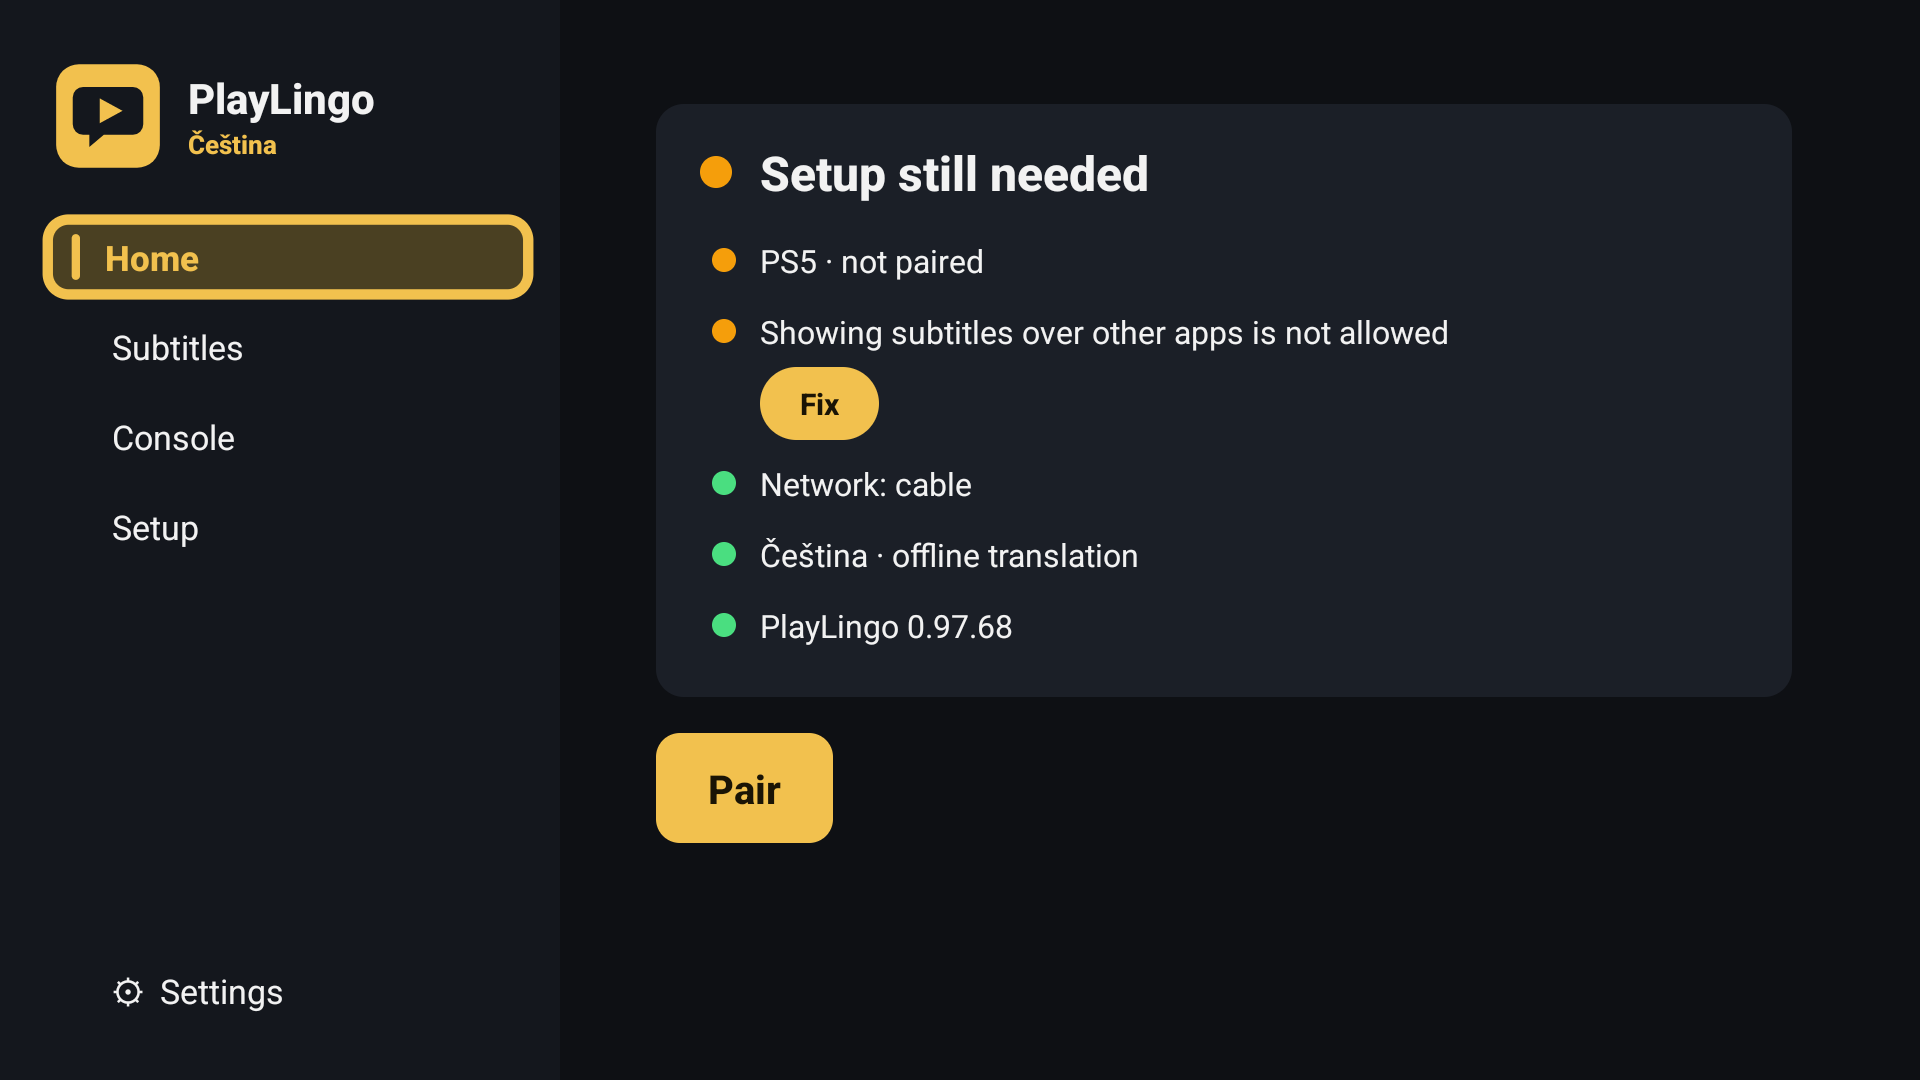 PlayLingo
Čeština
Home
Subtitles
Console
Setup
Settings
Setup still needed
PS5 · not paired
Showing subtitles over other apps is not allowed
Fix
Network: cable
Čeština · offline translation
PlayLingo 0.97.68
Pair